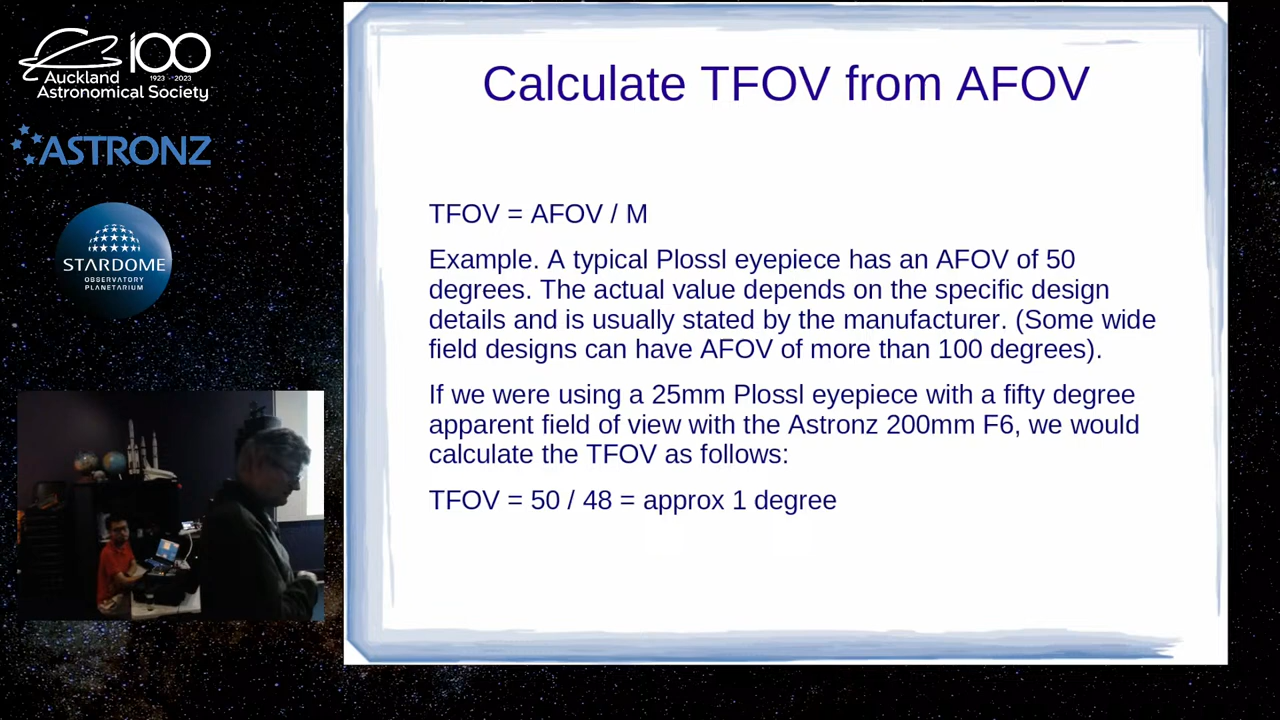 100
1923 - 2023
Auckland
Astronomical Society
ASTRONZ
STARDOME
OBSERVATORY
PLANETARIUM
Calculate TFOV from AFOV
TFOV = AFOV / M
Example. A typical Plossl eyepiece has an AFOV of 50
degrees. The actual value depends on the specific design
details and is usually stated by the manufacturer. (Some wide
field designs can have AFOV of more than 100 degrees).
If we were using a 25mm Plossl eyepiece with a fifty degree
apparent field of view with the Astronz 200mm F6, we would
calculate the TFOV as follows:
TFOV = 50 / 48 = approx 1 degree